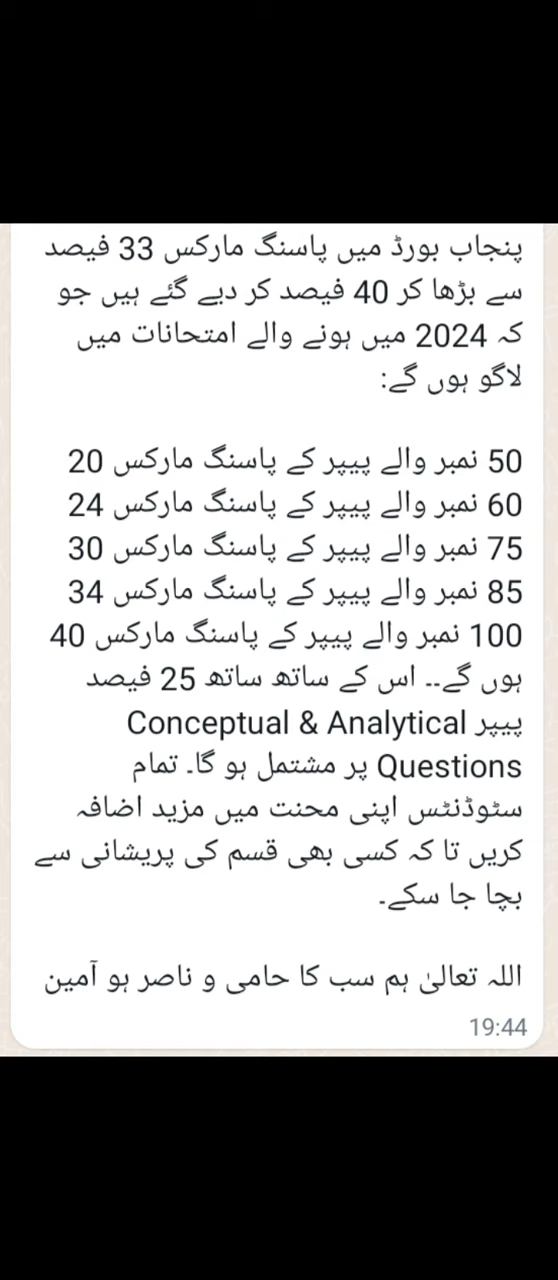 پنجاب بورڈ میں پاسنگ مارکس 33 فیصد
سے بڑھا کر 40 فیصد کر دیے گئے ہیں جو
کہ 2024 میں ہونے والے امتحانات میں
لاگو ہوں گے:
50 نمبر والے پیپر کے پاسنگ مارکس 20
60 نمبر والے پیپر کے پاسنگ مارکس 24
75 نمبر والے پیپر کے پاسنگ مارکس 30
85 نمبر والے پیپر کے پاسنگ مارکس 34
100 نمبر والے پیپر کے پاسنگ مارکس 40
ہوں گے۔۔ اس کے ساتھ ساتھ 25 فیصد
پیپر Conceptual & Analytical
Questions پر مشتمل ہو گا۔ تمام
سٹوڈنٹس اپنی محنت میں مزید اضافہ
کریں تا کہ کسی بھی قسم کی پریشانی سے
بچا جا سکے۔
اللہ تعالیٰ ہم سب کا حامی و ناصر ہو آمین
19:44